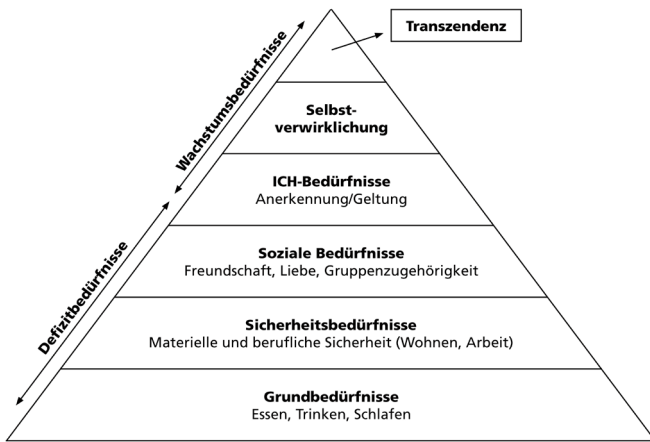 Transzendenz
Wachstumsbedürfnisse
Selbst-
verwirklichung
ICH-Bedürfnisse
Anerkennung/Geltung
Defizitbedürfnisse
Soziale Bedürfnisse
Freundschaft, Liebe, Gruppenzugehörigkeit
Sicherheitsbedürfnisse
Materielle und berufliche Sicherheit (Wohnen, Arbeit)
Grundbedürfnisse
Essen, Trinken, Schlafen